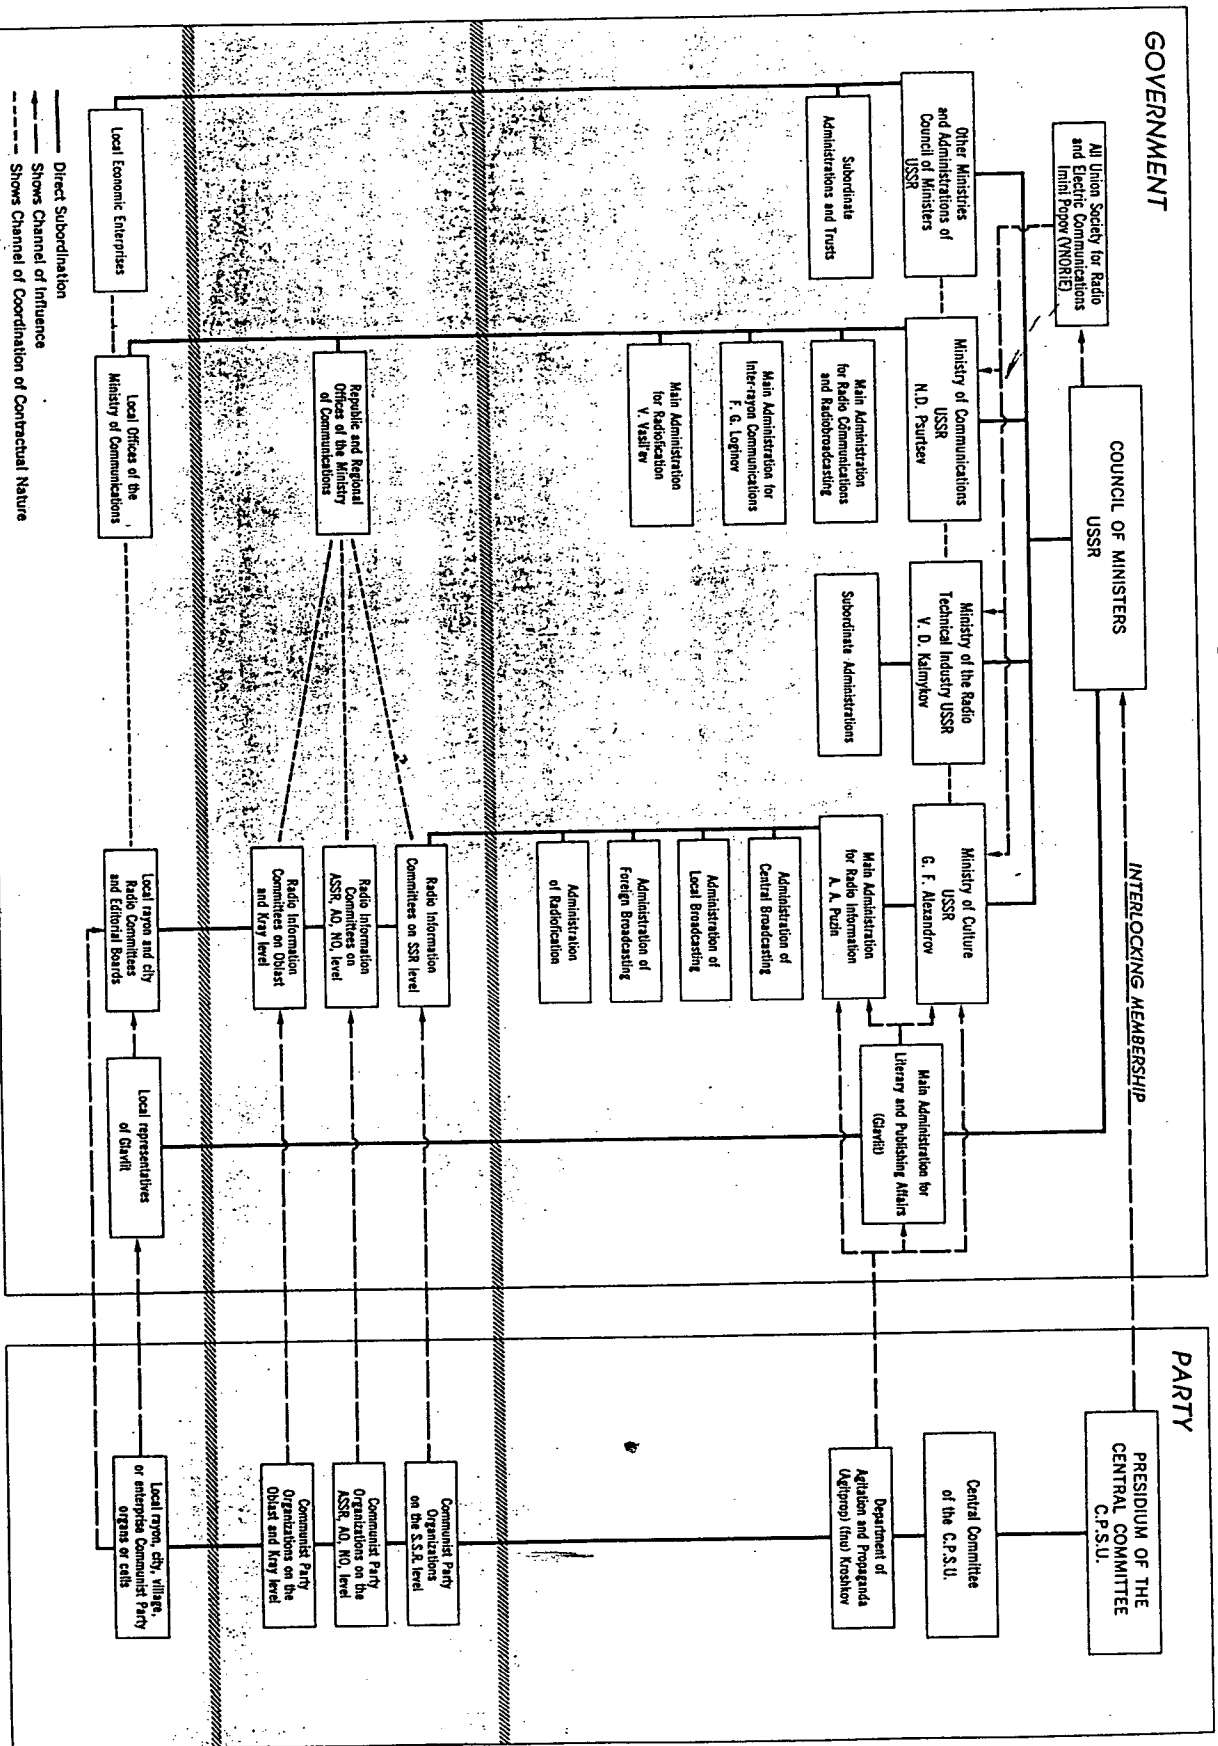 GOVERNMENT
PARTY
All Union Society for Radio
and Electric Communications
Imini Popov (VNORiE)
COUNCIL OF MINISTERS
USSR
INTERLOCKING MEMBERSHIP
PRESIDIUM OF THE
CENTRAL COMMITTEE
C.P.S.U.
Other Ministries
and Administrations of
Council of Ministers
USSR
Ministry of Communications
USSR
N.D. Psurtsev
Ministry of the Radio
Technical Industry USSR
V. D. Kalmykov
Ministry of Culture
USSR
G. F. Alexandrov
Main Administration for
Literary and Publishing Affairs
(Glavlit)
Central Committee
of the C.P.S.U.
Subordinate
Administrations and Trusts
Main Administration
for Radio Communications
and Radiobroadcasting
Subordinate Administrations
Main Administration
for Radio Information
A. A. Puzin
Department of
Agitation and Propaganda
(Agitprop) (fnu) Kroshkov
Main Administration for
Inter-rayon Communications
F. G. Loginov
Administration of
Central Broadcasting
Main Administration
for Radiofication
V. Vasil'ev
Administration of
Local Broadcasting
Administration of
Foreign Broadcasting
Administration
of Radiofication
Republic and Regional
Offices of the Ministry
of Communications
?
Radio Information
Committees on SSR level
Communist Party
Organizations
on the S.S.R. level
Radio Information
Committees on
ASSR, AO, NO, level
Communist Party
Organizations on the
ASSR, AO, NO, level
Radio Information
Committees on Oblast
and Kray level
Communist Party
Organizations on the
Oblast and Kray level
Local Economic Enterprises
Local Offices of the
Ministry of Communications
Local rayon and city
Radio Committees
and Editorial Boards
Local representatives
of Glavlit
Local rayon, city, village,
or enterprise Communist Party
organs or cells
Direct Subordination
Shows Channel of Influence
Shows Channel of Coordination of Contractual Nature